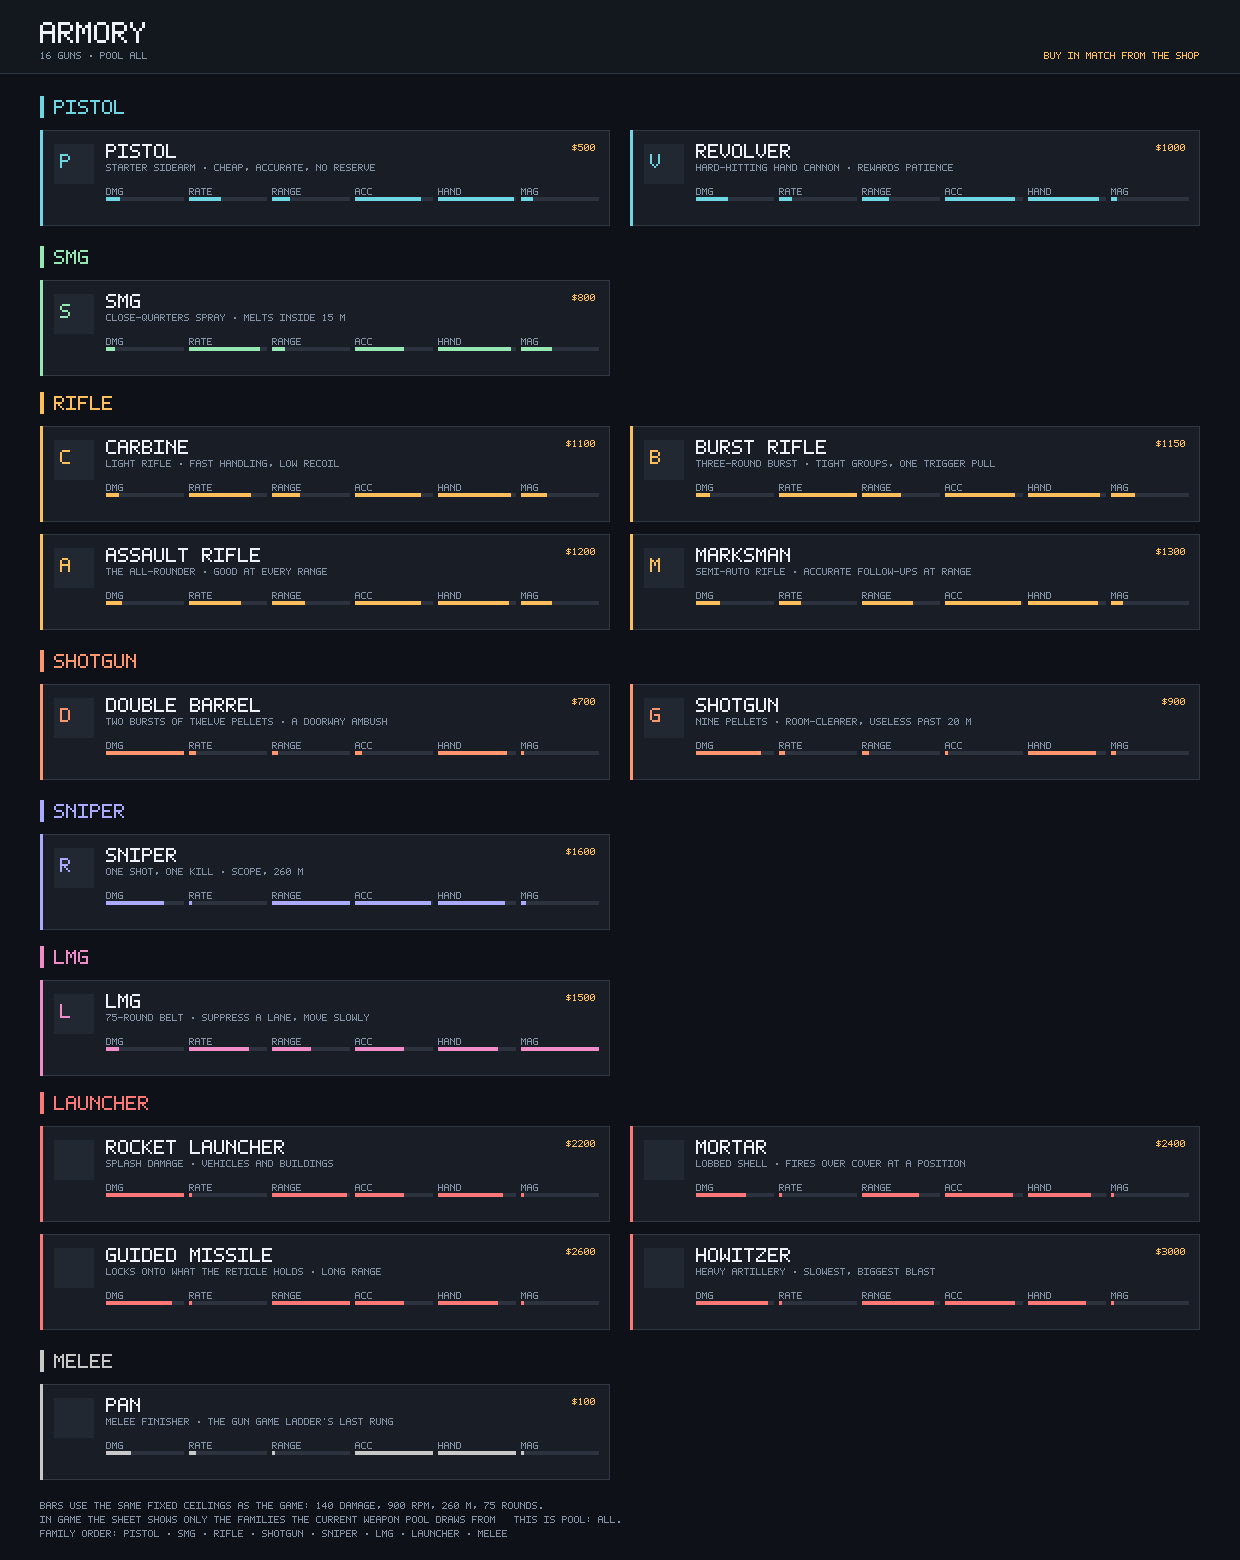 ARMORY
16 GUNS · POOL ALL
BUY IN MATCH FROM THE SHOP
PISTOL
P
PISTOL
$500
STARTER SIDEARM · CHEAP, ACCURATE, NO RESERVE
DMG RATE RANGE ACC HAND MAG
V
REVOLVER
$1000
HARD-HITTING HAND CANNON · REWARDS PATIENCE
DMG RATE RANGE ACC HAND MAG
SMG
S
SMG
$800
CLOSE-QUARTERS SPRAY · MELTS INSIDE 15 M
DMG RATE RANGE ACC HAND MAG
RIFLE
C
CARBINE
$1100
LIGHT RIFLE · FAST HANDLING, LOW RECOIL
DMG RATE RANGE ACC HAND MAG
B
BURST RIFLE
$1150
THREE-ROUND BURST · TIGHT GROUPS, ONE TRIGGER PULL
DMG RATE RANGE ACC HAND MAG
A
ASSAULT RIFLE
$1200
THE ALL-ROUNDER · GOOD AT EVERY RANGE
DMG RATE RANGE ACC HAND MAG
M
MARKSMAN
$1300
SEMI-AUTO RIFLE · ACCURATE FOLLOW-UPS AT RANGE
DMG RATE RANGE ACC HAND MAG
SHOTGUN
D
DOUBLE BARREL
$700
TWO BURSTS OF TWELVE PELLETS · A DOORWAY AMBUSH
DMG RATE RANGE ACC HAND MAG
G
SHOTGUN
$900
NINE PELLETS · ROOM-CLEARER, USELESS PAST 20 M
DMG RATE RANGE ACC HAND MAG
SNIPER
R
SNIPER
$1600
ONE SHOT, ONE KILL · SCOPE, 260 M
DMG RATE RANGE ACC HAND MAG
LMG
L
LMG
$1500
75-ROUND BELT · SUPPRESS A LANE, MOVE SLOWLY
DMG RATE RANGE ACC HAND MAG
LAUNCHER
ROCKET LAUNCHER
$2200
SPLASH DAMAGE · VEHICLES AND BUILDINGS
DMG RATE RANGE ACC HAND MAG
MORTAR
$2400
LOBBED SHELL · FIRES OVER COVER AT A POSITION
DMG RATE RANGE ACC HAND MAG
GUIDED MISSILE
$2600
LOCKS ONTO WHAT THE RETICLE HOLDS · LONG RANGE
DMG RATE RANGE ACC HAND MAG
HOWITZER
$3000
HEAVY ARTILLERY · SLOWEST, BIGGEST BLAST
DMG RATE RANGE ACC HAND MAG
MELEE
PAN
$100
MELEE FINISHER · THE GUN GAME LADDER'S LAST RUNG
DMG RATE RANGE ACC HAND MAG
BARS USE THE SAME FIXED CEILINGS AS THE GAME: 140 DAMAGE, 900 RPM, 260 M, 75 ROUNDS.
IN GAME THE SHEET SHOWS ONLY THE FAMILIES THE CURRENT WEAPON POOL DRAWS FROM THIS IS POOL: ALL.
FAMILY ORDER: PISTOL · SMG · RIFLE · SHOTGUN · SNIPER · LMG · LAUNCHER · MELEE